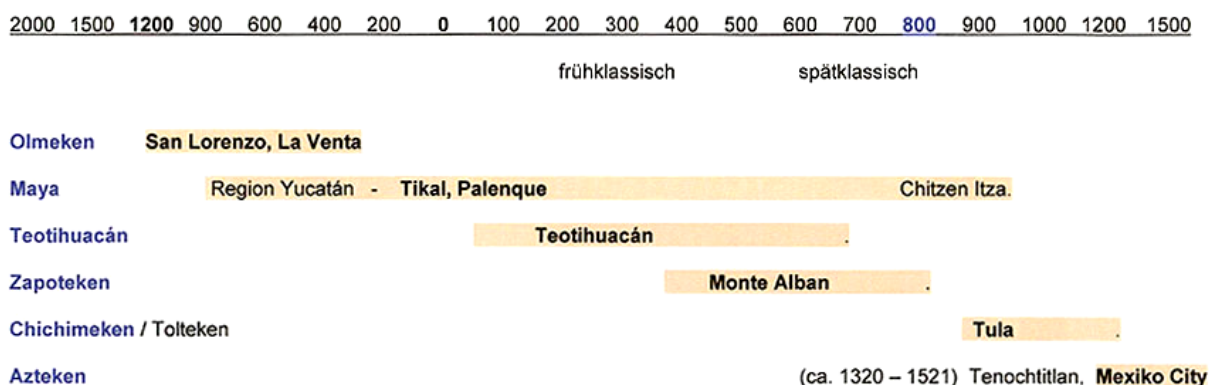 2000 1500 1200 900 600 400 200 0 100 200 300 400 500 600 700 800 900 1000 1200 1500
frühklassisch spätklassisch
Olmeken San Lorenzo, La Venta
Maya Region Yucatán - Tikal, Palenque Chitzen Itza.
Teotihuacán Teotihuacán .
Zapoteken Monte Alban .
Chichimeken / Tolteken Tula .
Azteken (ca. 1320 – 1521) Tenochtitlan, Mexiko City